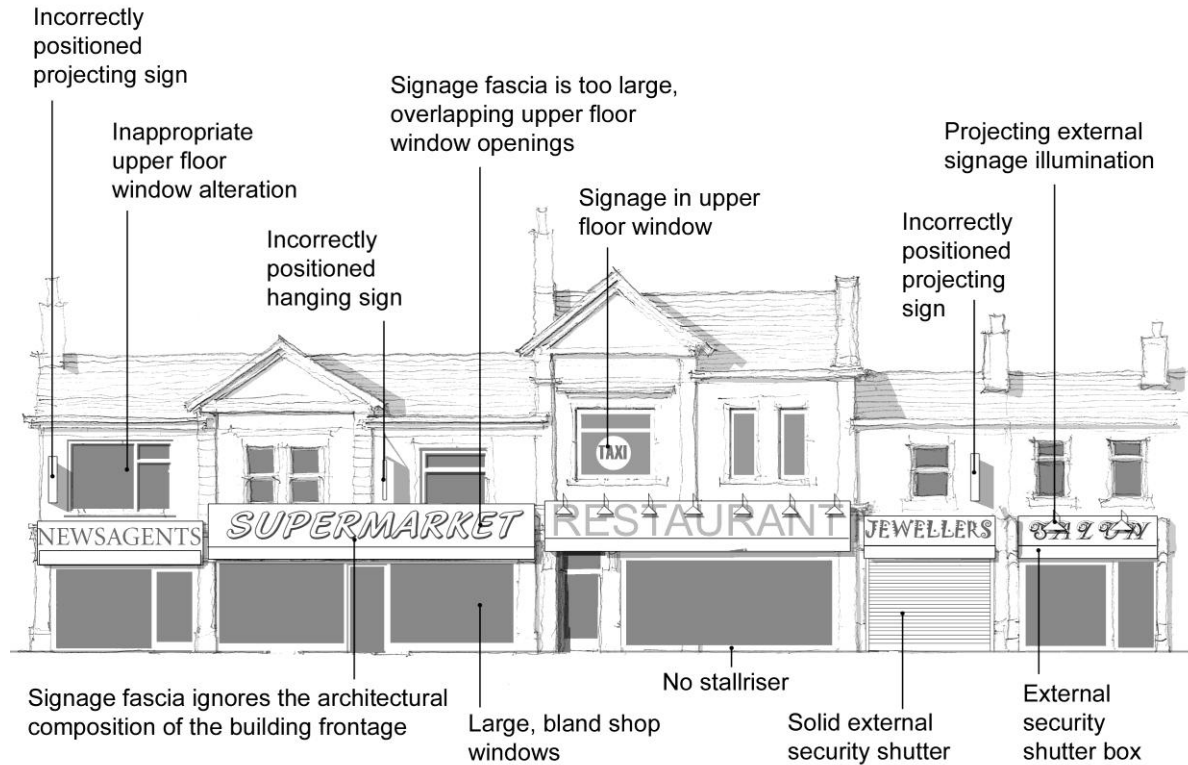 Incorrectly
positioned
projecting sign
Inappropriate
upper floor
window alteration
Incorrectly
positioned
hanging sign
Signage fascia is too large,
overlapping upper floor
window openings
Signage in upper
floor window
Incorrectly
positioned
projecting
sign
Projecting external
signage illumination
TAXI
NEWSAGENTS
SUPERMARKET
RESTAURANT
JEWELLERS
SALON
Signage fascia ignores the architectural
composition of the building frontage
Large, bland shop
windows
No stallriser
Solid external
security shutter
External
security
shutter box